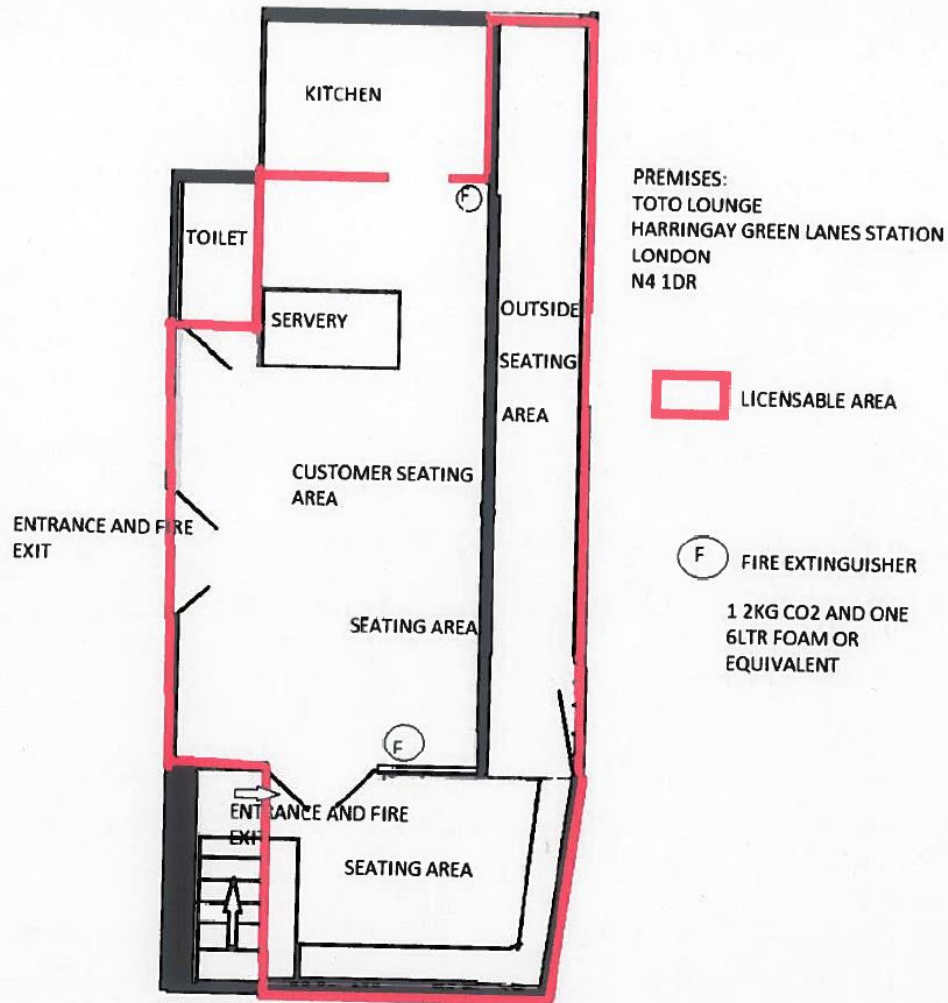 KITCHEN
F
PREMISES:
TOTO LOUNGE
HARRINGAY GREEN LANES STATION
LONDON
N4 1DR
TOILET
SERVERY
OUTSIDE
SEATING
AREA
LICENSABLE AREA
CUSTOMER SEATING
AREA
ENTRANCE AND FIRE
EXIT
F
FIRE EXTINGUISHER
1 2KG CO2 AND ONE
6LTR FOAM OR
EQUIVALENT
SEATING AREA
F
ENTRANCE AND FIRE
EXIT
SEATING AREA